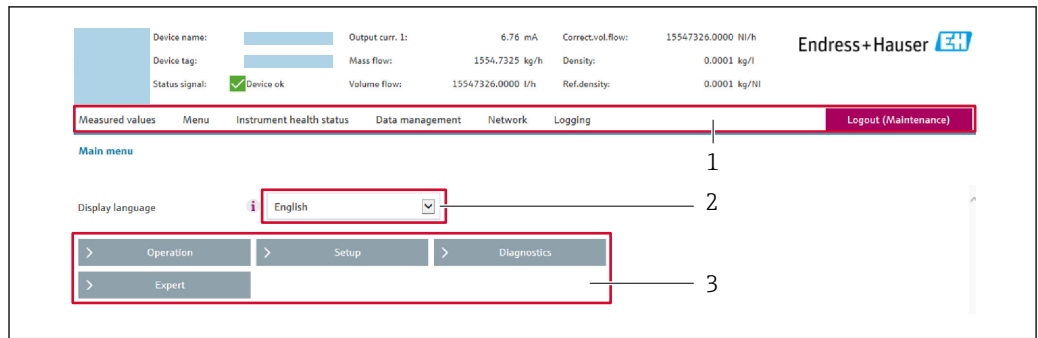 Device name: Output curr. 1: 6.76 mA Correct.vol.flow: 15547326.0000 Nl/h
Device tag: Mass flow: 1554.7325 kg/h Density: 0.0001 kg/l
Status signal: Device ok Volume flow: 15547326.0000 l/h Ref.density: 0.0001 kg/Nl
Endress+Hauser EH
Measured values Menu Instrument health status Data management Network Logging Logout (Maintenance)
1
Main menu
Display language i English 2
> Operation > Setup > Diagnostics
> Expert 3